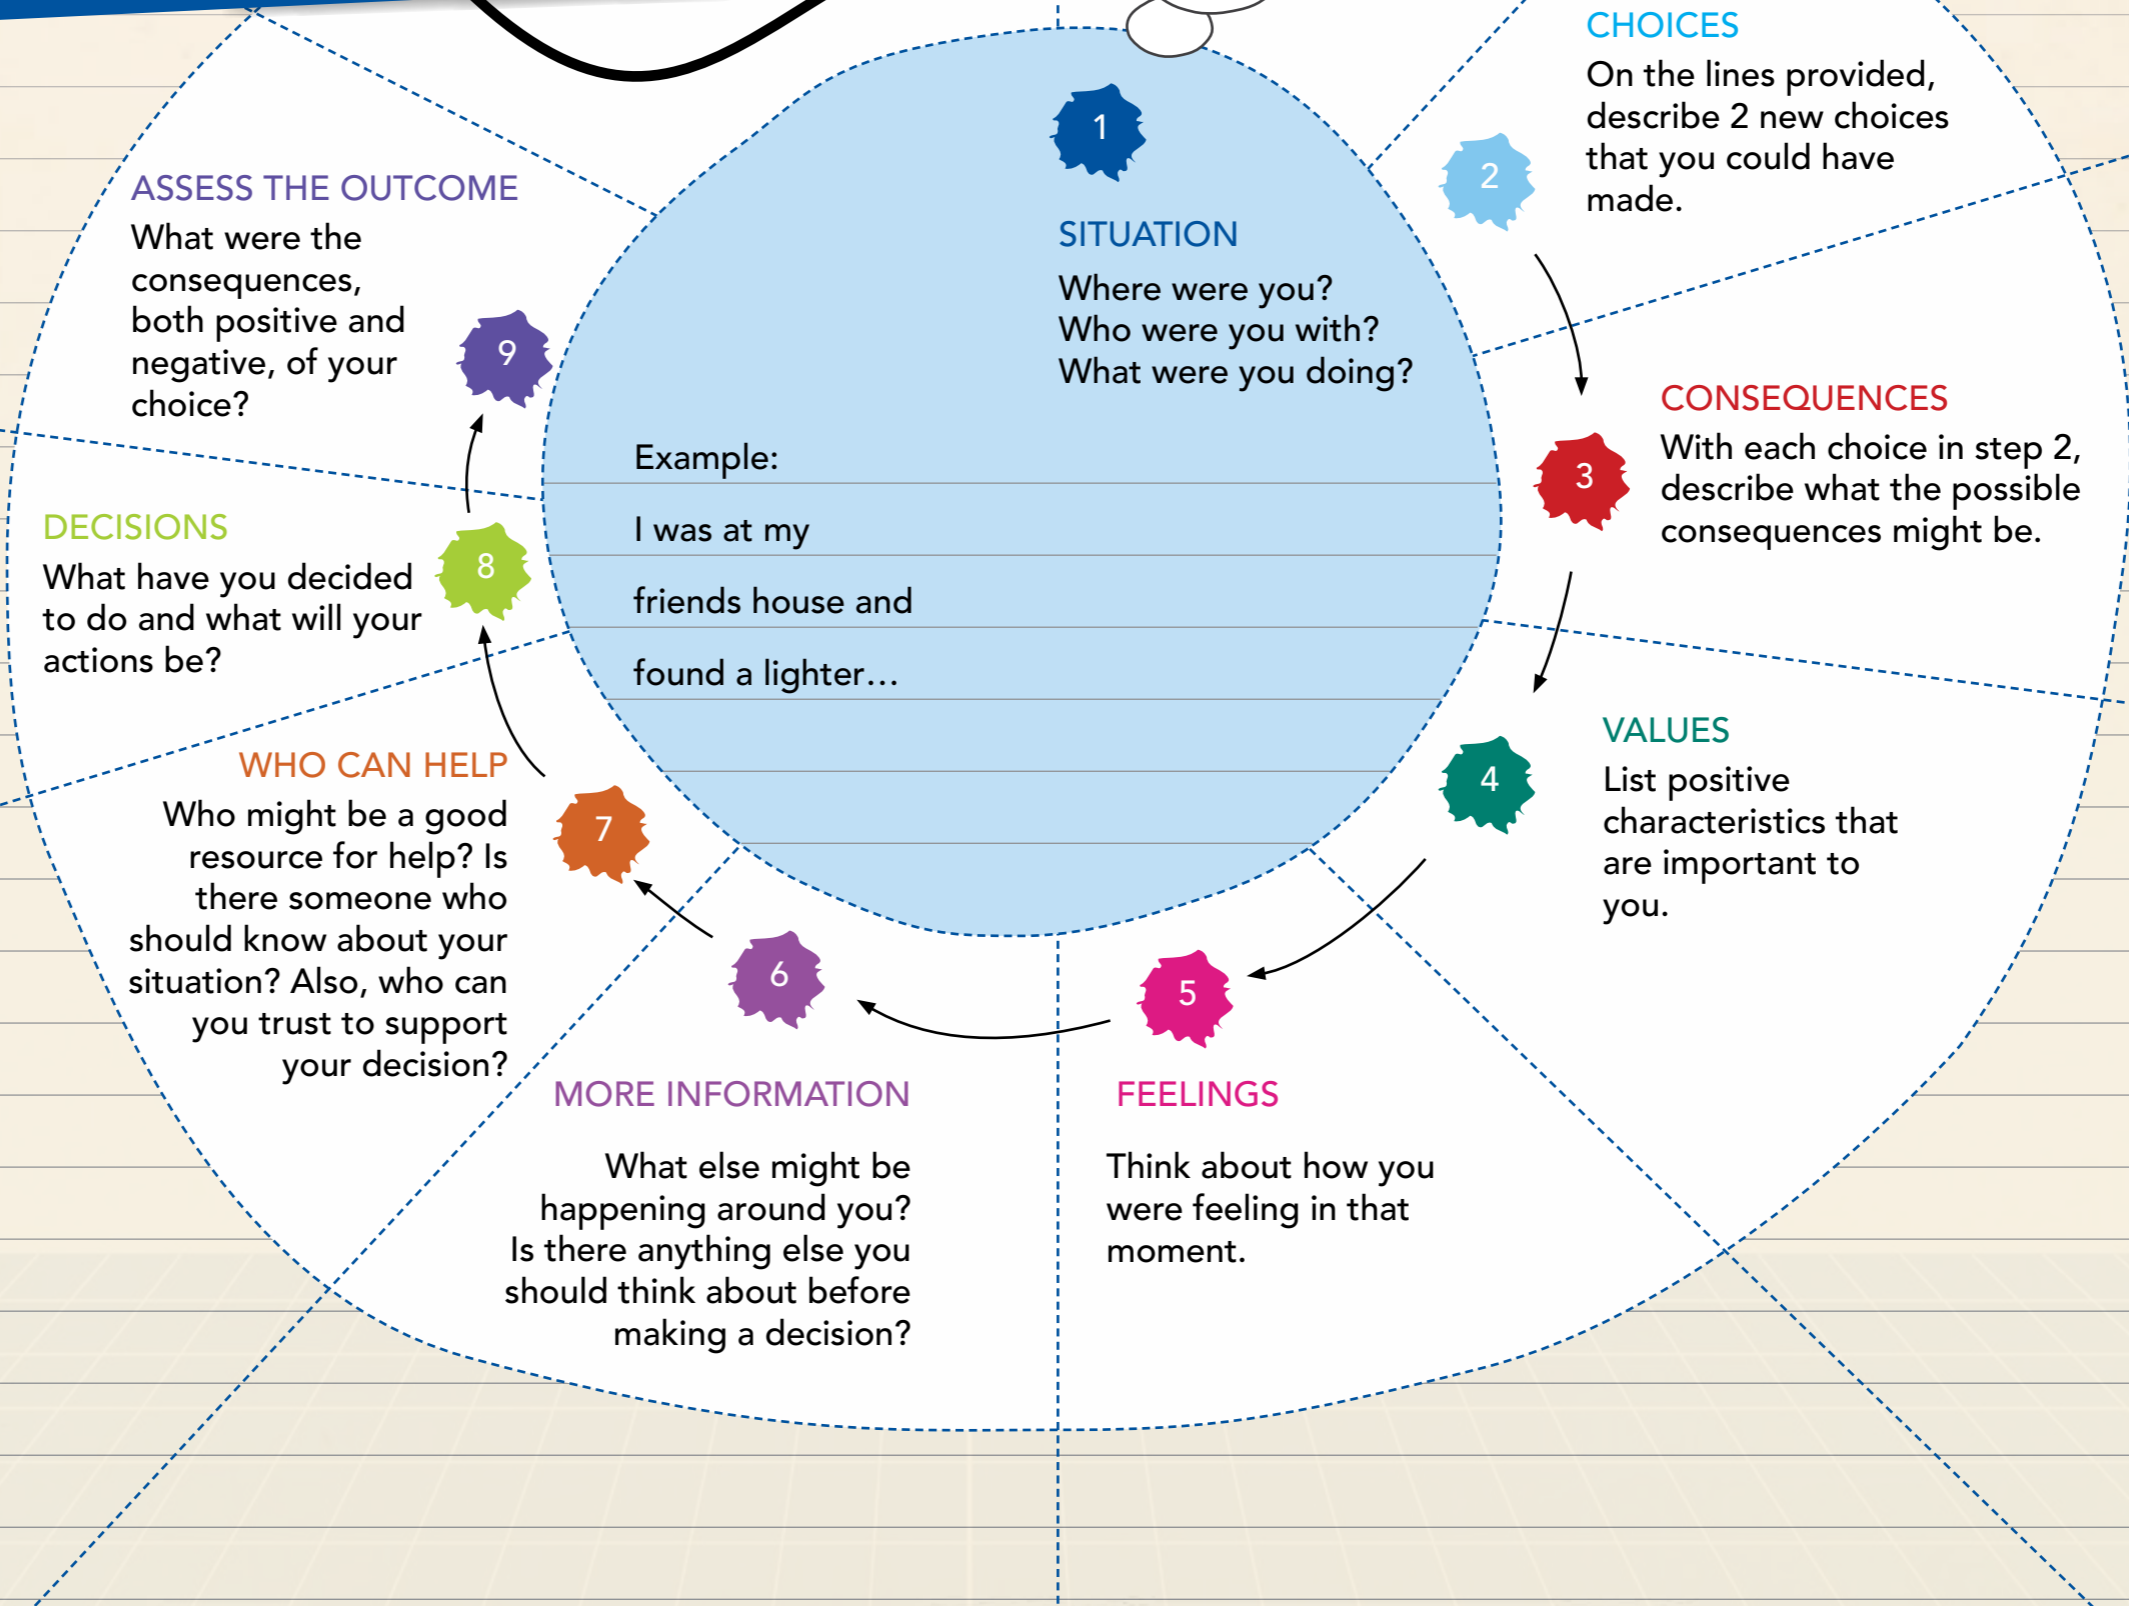 1
SITUATION
Where were you?
Who were you with?
What were you doing?
Example:
I was at my
friends house and
found a lighter…
2
CHOICES
On the lines provided,
describe 2 new choices
that you could have
made.
3
CONSEQUENCES
With each choice in step 2,
describe what the possible
consequences might be.
4
VALUES
List positive
characteristics that
are important to
you.
5
FEELINGS
Think about how you
were feeling in that
moment.
6
MORE INFORMATION
What else might be
happening around you?
Is there anything else you
should think about before
making a decision?
7
WHO CAN HELP
Who might be a good
resource for help? Is
there someone who
should know about your
situation? Also, who can
you trust to support
your decision?
8
DECISIONS
What have you decided
to do and what will your
actions be?
9
ASSESS THE OUTCOME
What were the
consequences,
both positive and
negative, of your
choice?